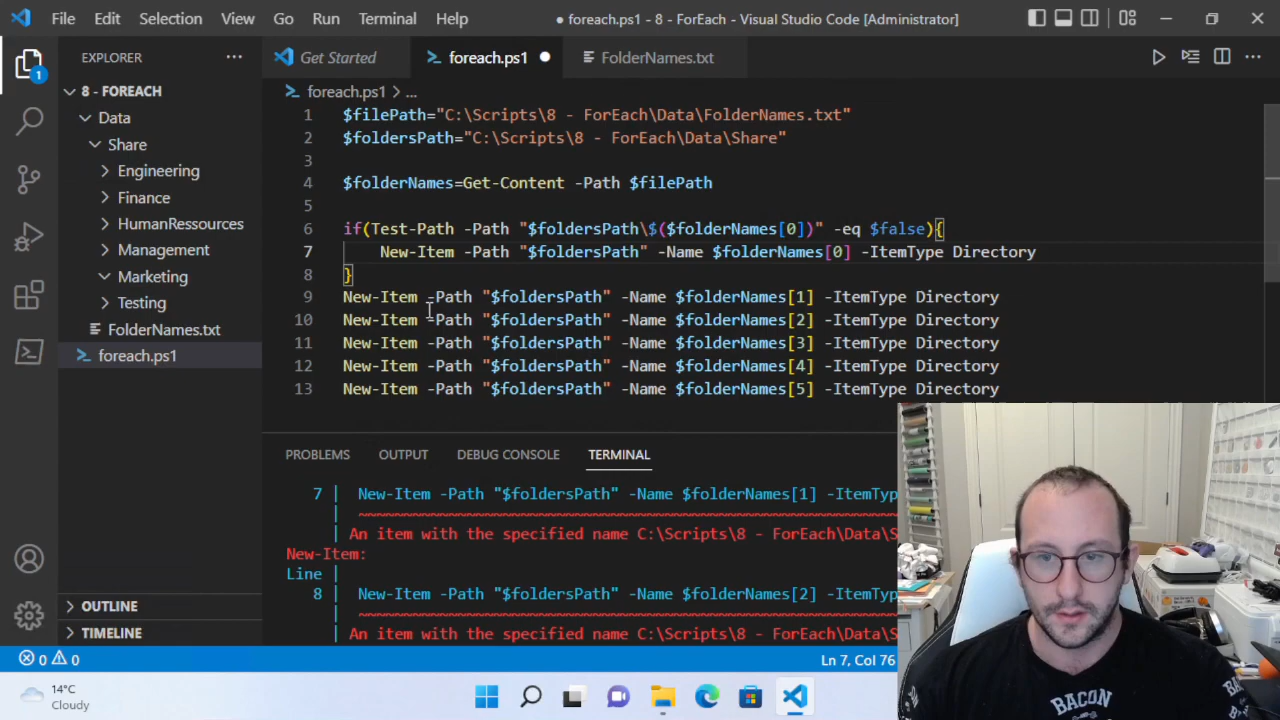 File Edit Selection View Go Run Terminal Help
● foreach.ps1 - 8 - ForEach - Visual Studio Code [Administrator]
EXPLORER
Get Started
foreach.ps1
FolderNames.txt
1
8 - FOREACH
Data
Share
Engineering
Finance
HumanRessources
Management
Marketing
Testing
FolderNames.txt
foreach.ps1
OUTLINE
TIMELINE
foreach.ps1 > ...
1 $filePath="C:\Scripts\8 - ForEach\Data\FolderNames.txt"
2 $foldersPath="C:\Scripts\8 - ForEach\Data\Share"
3
4 $folderNames=Get-Content -Path $filePath
5
6 if(Test-Path -Path "$foldersPath\$($folderNames[0])" -eq $false){
7 New-Item -Path "$foldersPath" -Name $folderNames[0] -ItemType Directory
8 }
9 New-Item -Path "$foldersPath" -Name $folderNames[1] -ItemType Directory
10 New-Item -Path "$foldersPath" -Name $folderNames[2] -ItemType Directory
11 New-Item -Path "$foldersPath" -Name $folderNames[3] -ItemType Directory
12 New-Item -Path "$foldersPath" -Name $folderNames[4] -ItemType Directory
13 New-Item -Path "$foldersPath" -Name $folderNames[5] -ItemType Directory
PROBLEMS OUTPUT DEBUG CONSOLE TERMINAL
7 | New-Item -Path "$foldersPath" -Name $folderNames[1] -ItemTyp
| ~~~~~~~~~~~~~~~~~~~~~~~~~~~~~~~~~~~~~~~~~~~~~~~~~~~~~~~~~~~~
| An item with the specified name C:\Scripts\8 - ForEach\Data\S
New-Item:
Line |
8 | New-Item -Path "$foldersPath" -Name $folderNames[2] -ItemTyp
| ~~~~~~~~~~~~~~~~~~~~~~~~~~~~~~~~~~~~~~~~~~~~~~~~~~~~~~~~~~~~
| An item with the specified name C:\Scripts\8 - ForEach\Data\S
0 0
Ln 7, Col 76
14°C
Cloudy
BACON